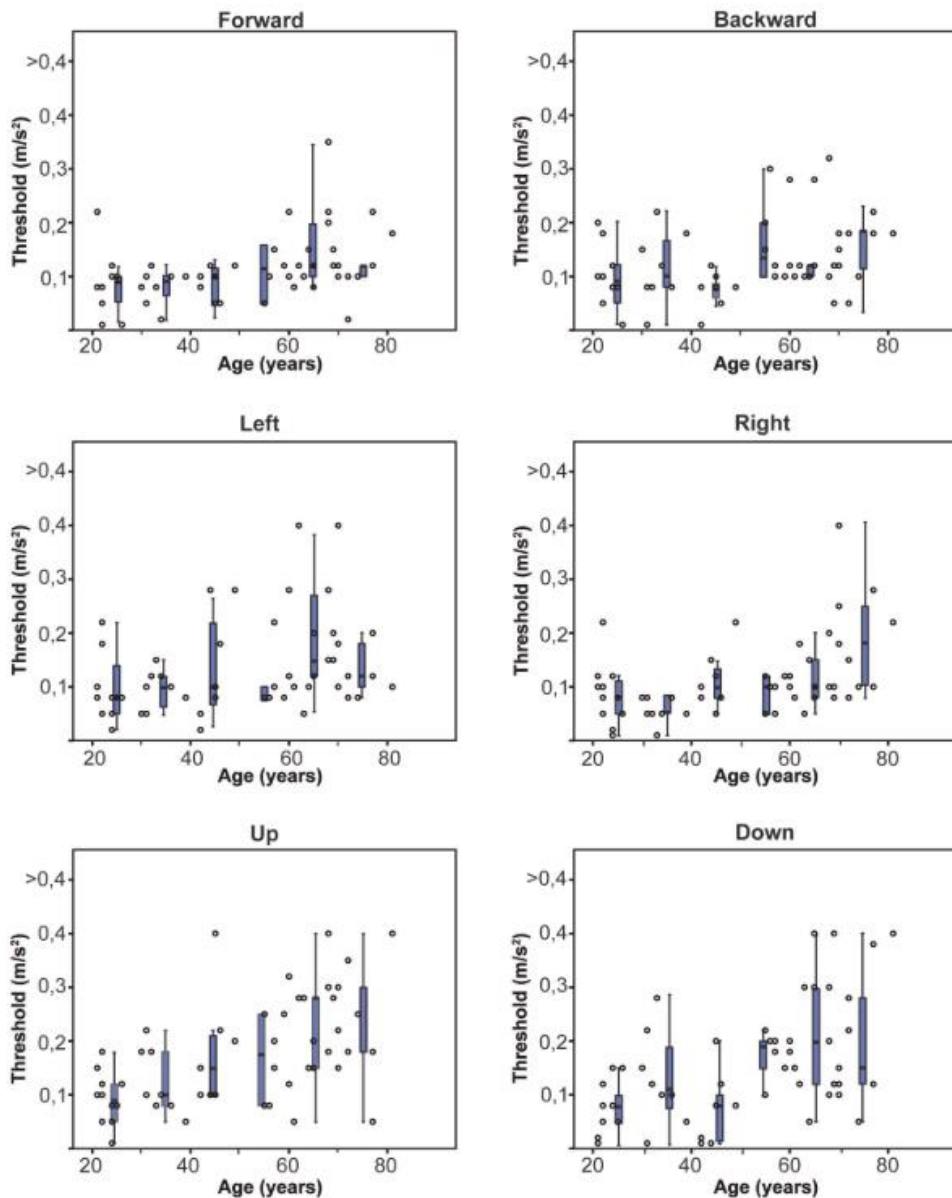 Forward
Threshold (m/s²)
>0,4
0,4
0,3
0,2
0,1
20 40 60 80
Age (years)
Backward
Threshold (m/s²)
>0,4
0,4
0,3
0,2
0,1
20 40 60 80
Age (years)
Left
Threshold (m/s²)
>0,4
0,4
0,3
0,2
0,1
20 40 60 80
Age (years)
Right
Threshold (m/s²)
>0,4
0,4
0,3
0,2
0,1
20 40 60 80
Age (years)
Up
Threshold (m/s²)
>0,4
0,4
0,3
0,2
0,1
20 40 60 80
Age (years)
Down
Threshold (m/s²)
>0,4
0,4
0,3
0,2
0,1
20 40 60 80
Age (years)